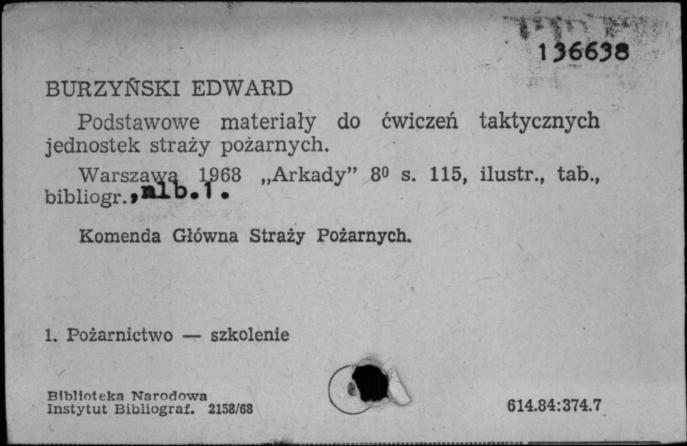 136638
BURZYŃSKI EDWARD
Podstawowe materiały do ćwiczeń taktycznych
jednostek straży pożarnych.
Warszawa 1968 „Arkady” 8⁰ s. 115, ilustr., tab.,
bibliogr., nlb.1.
Komenda Główna Straży Pożarnych.
1. Pożarnictwo — szkolenie
Biblioteka Narodowa
Instytut Bibliograf. 2158/68
614.84:374.7